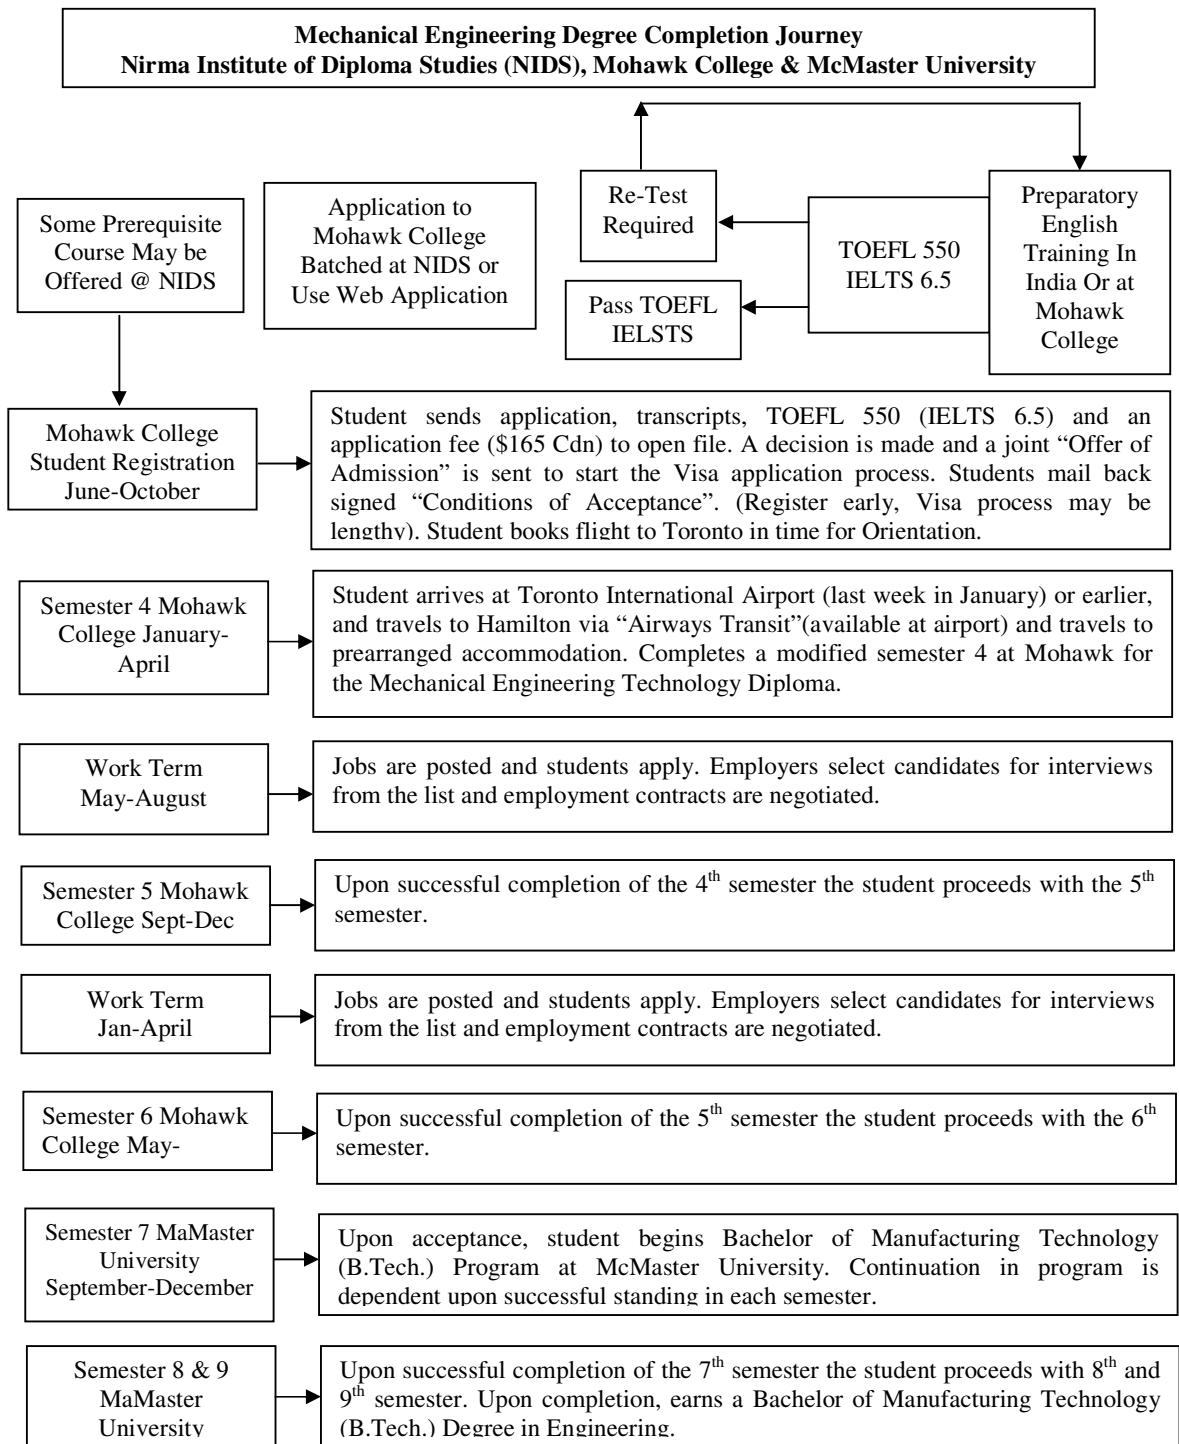 Mechanical Engineering Degree Completion Journey
Nirma Institute of Diploma Studies (NIDS), Mohawk College & McMaster University
Some Prerequisite
Course May be
Offered @ NIDS
Application to
Mohawk College
Batched at NIDS or
Use Web Application
Re-Test
Required
Pass TOEFL
IELSTS
TOEFL 550
IELTS 6.5
Preparatory
English
Training In
India Or at
Mohawk
College
Mohawk College
Student Registration
June-October
Student sends application, transcripts, TOEFL 550 (IELTS 6.5) and an
application fee ($165 Cdn) to open file. A decision is made and a joint “Offer of
Admission” is sent to start the Visa application process. Students mail back
signed “Conditions of Acceptance”. (Register early, Visa process may be
lengthy). Student books flight to Toronto in time for Orientation.
Semester 4 Mohawk
College January-
April
Student arrives at Toronto International Airport (last week in January) or earlier,
and travels to Hamilton via “Airways Transit”(available at airport) and travels to
prearranged accommodation. Completes a modified semester 4 at Mohawk for
the Mechanical Engineering Technology Diploma.
Work Term
May-August
Jobs are posted and students apply. Employers select candidates for interviews
from the list and employment contracts are negotiated.
Semester 5 Mohawk
College Sept-Dec
Upon successful completion of the 4th semester the student proceeds with the 5th
semester.
Work Term
Jan-April
Jobs are posted and students apply. Employers select candidates for interviews
from the list and employment contracts are negotiated.
Semester 6 Mohawk
College May-
Upon successful completion of the 5th semester the student proceeds with the 6th
semester.
Semester 7 MaMaster
University
September-December
Upon acceptance, student begins Bachelor of Manufacturing Technology
(B.Tech.) Program at McMaster University. Continuation in program is
dependent upon successful standing in each semester.
Semester 8 & 9
MaMaster
University
Upon successful completion of the 7th semester the student proceeds with 8th and
9th semester. Upon completion, earns a Bachelor of Manufacturing Technology
(B.Tech.) Degree in Engineering.